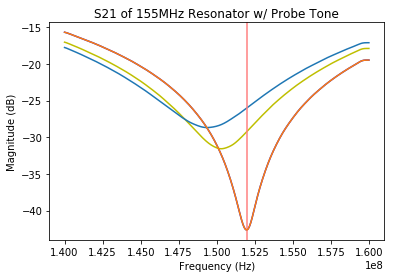 S21 of 155MHz Resonator w/ Probe Tone
−15
−20
−25
−30
−35
−40
Magnitude (dB)
1.400 1.425 1.450 1.475 1.500 1.525 1.550 1.575 1.600
1e8
Frequency (Hz)